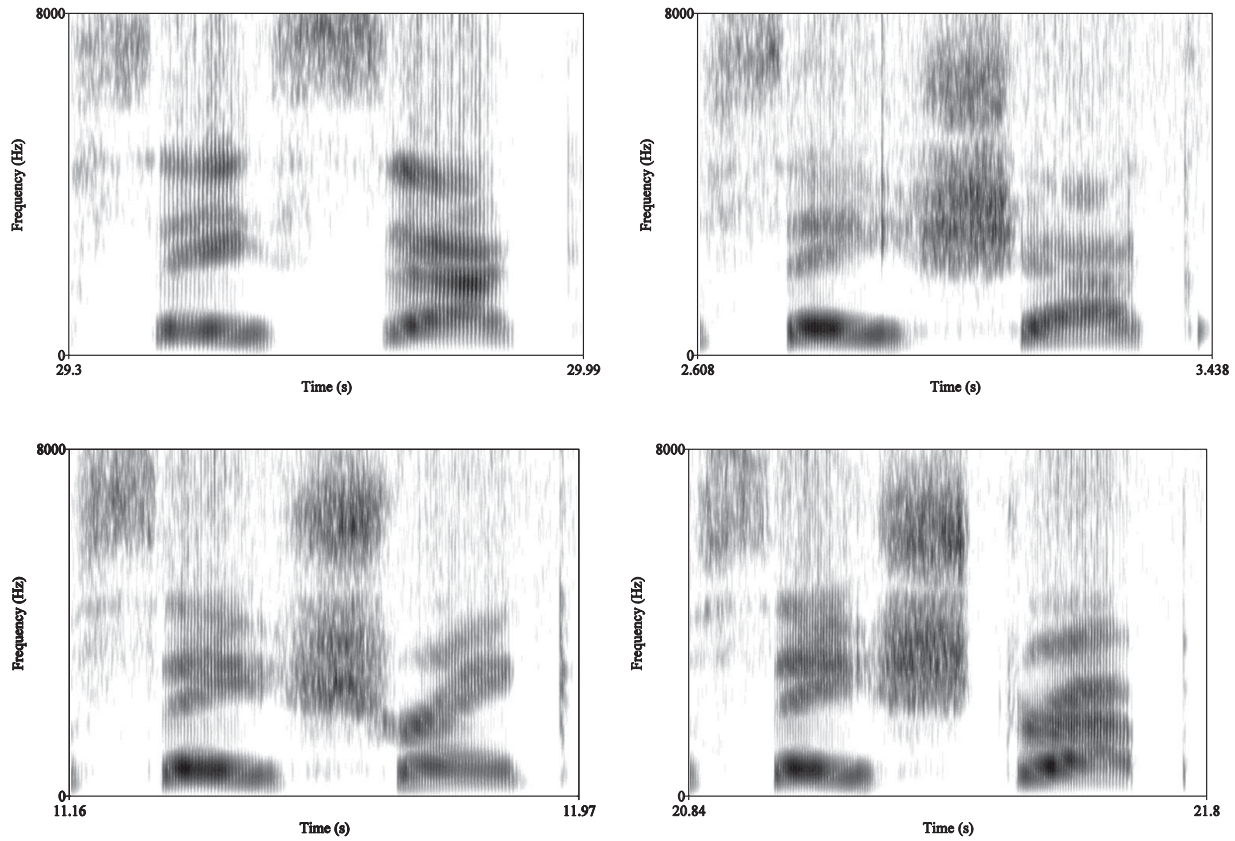 8000
Frequency (Hz)
0
29.3
29.99
Time (s)
8000
Frequency (Hz)
0
2.608
3.438
Time (s)
8000
Frequency (Hz)
0
11.16
11.97
Time (s)
8000
Frequency (Hz)
0
20.84
21.8
Time (s)